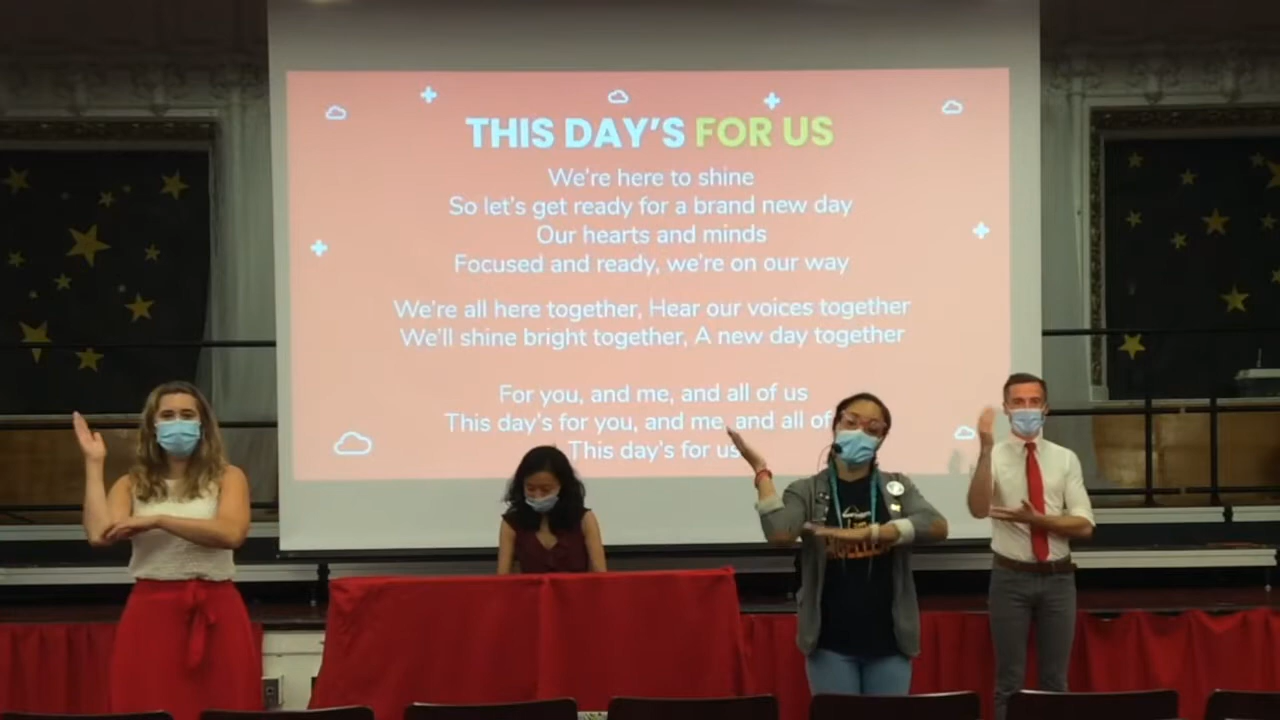 THIS DAY'S FOR US
We're here to shine
So let's get ready for a brand new day
Our hearts and minds
Focused and ready, we're on our way
We're all here together, Hear our voices together
We'll shine bright together, A new day together
For you, and me, and all of us
This day's for you, and me, and all of
This day's for us